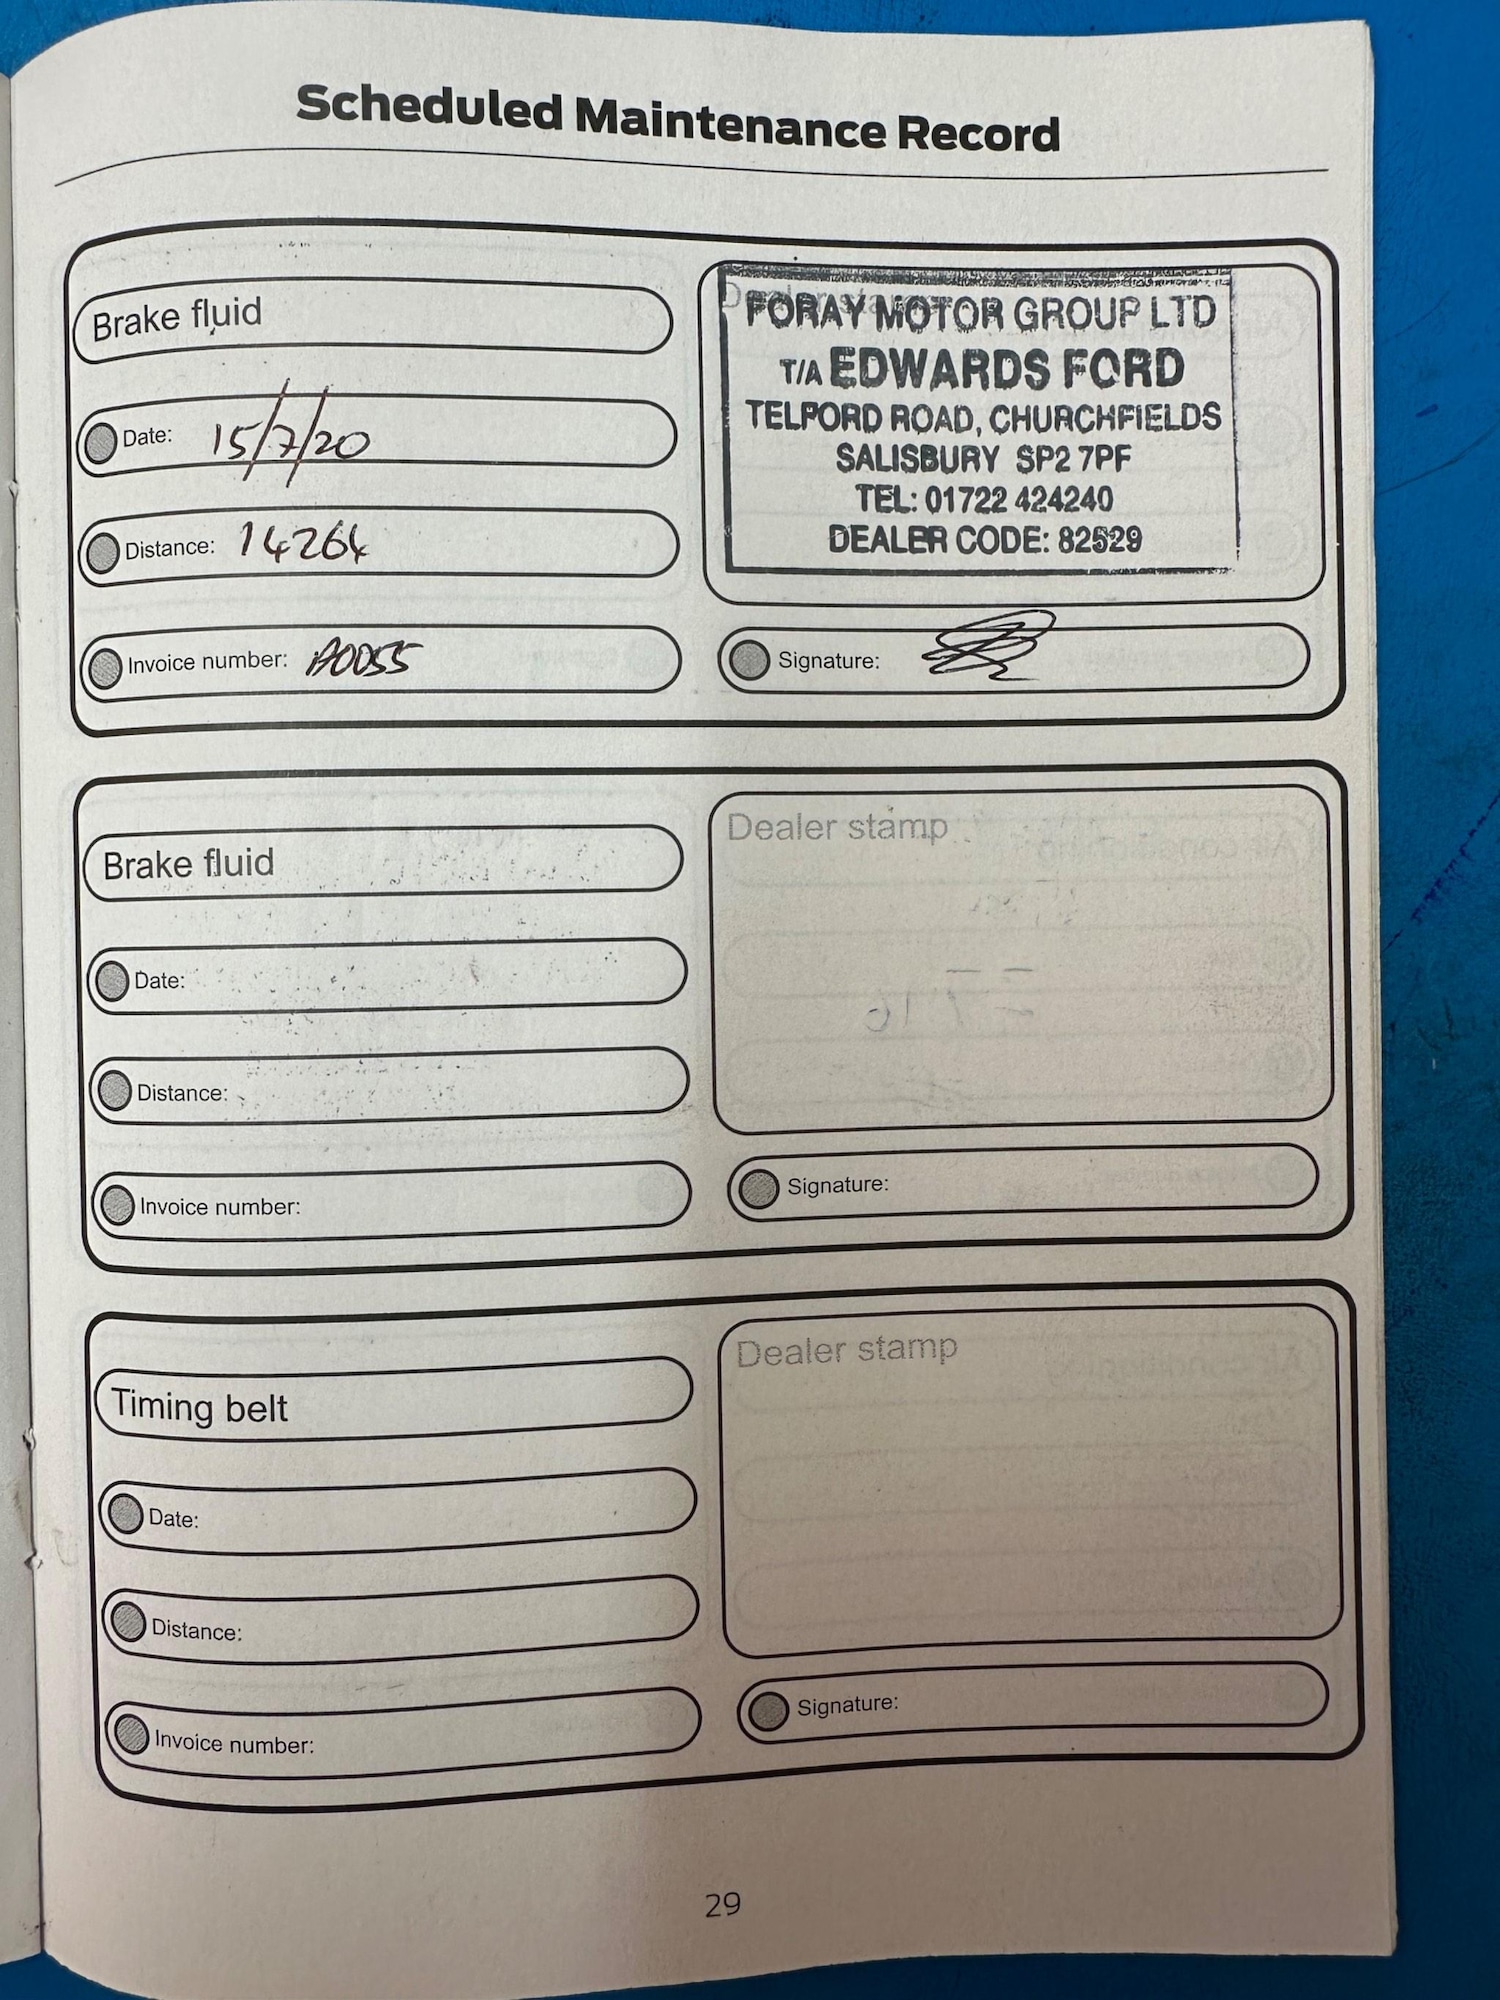 Scheduled Maintenance Record
Brake fluid
Date: 15/7/20
Distance: 14264
Invoice number:
FORAY MOTOR GROUP LTD
T/A EDWARDS FORD
TELFORD ROAD, CHURCHFIELDS
SALISBURY SP2 7PF
TEL: 01722 424240
DEALER CODE: 82529
Signature:
Brake fluid
Date:
Distance:
Invoice number:
Dealer stamp
Signature:
Timing belt
Date:
Distance:
Invoice number:
Dealer stamp
Signature:
29